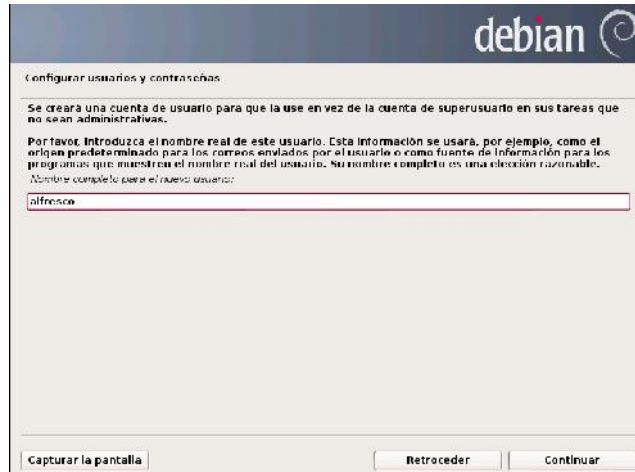 debian
Configurar usuarios y contraseñas
Se creará una cuenta de usuario para que la use en vez de la cuenta de superusuario en sus tareas que
no sean administrativas.
Por favor, introduzca el nombre real de este usuario. Esta información se usará, por ejemplo, como el
origen predeterminado para los correos enviados por el usuario o como fuente de información para los
programas que muestren el nombre real del usuario. Su nombre completo es una elección razonable.
Nombre completo para el nuevo usuario:
alfresco
Capturar la pantalla
Retroceder
Continuar